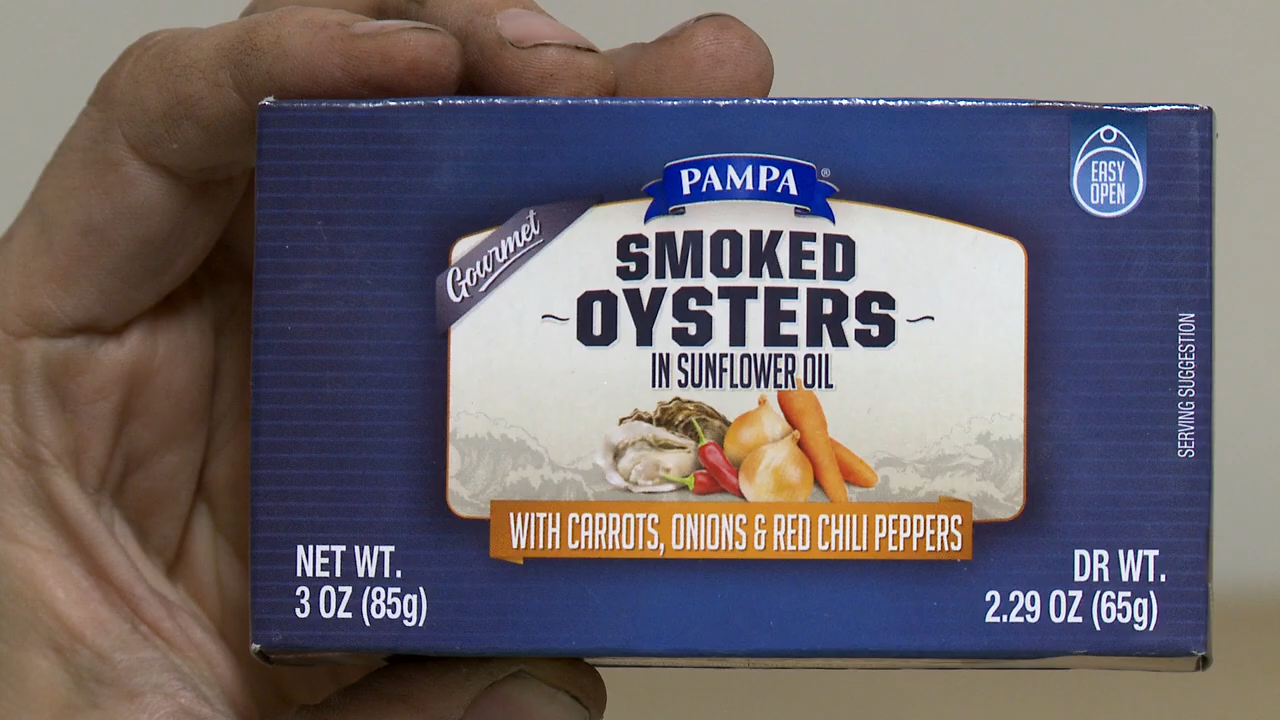 PAMPA®
EASY
OPEN
Gourmet
SMOKED
~OYSTERS~
IN SUNFLOWER OIL
SERVING SUGGESTION
WITH CARROTS, ONIONS & RED CHILI PEPPERS
NET WT.
3 OZ (85g)
DR WT.
2.29 OZ (65g)